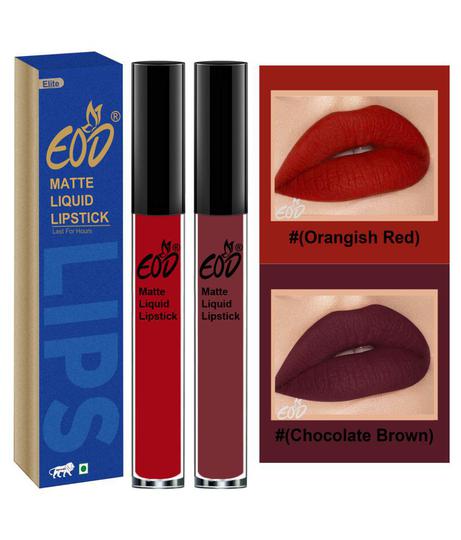 Elite
EOD®
MATTE
LIQUID
LIPSTICK
Last For Hours
LIPS
EOD®
Matte
Liquid
Lipstick
EOD®
Matte
Liquid
Lipstick
EOD
#(Orangish Red)
EOD
#(Chocolate Brown)